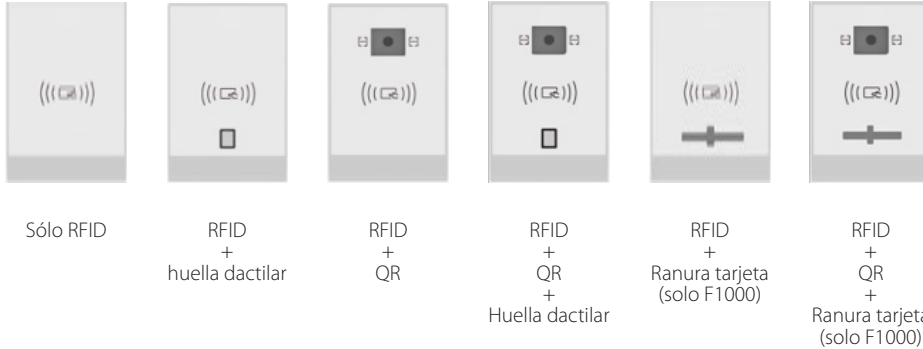 Sólo RFID
RFID
+
huella dactilar
RFID
+
QR
RFID
+
QR
+
Huella dactilar
RFID
+
Ranura tarjeta
(solo F1000)
RFID
+
QR
+
Ranura tarjeta
(solo F1000)